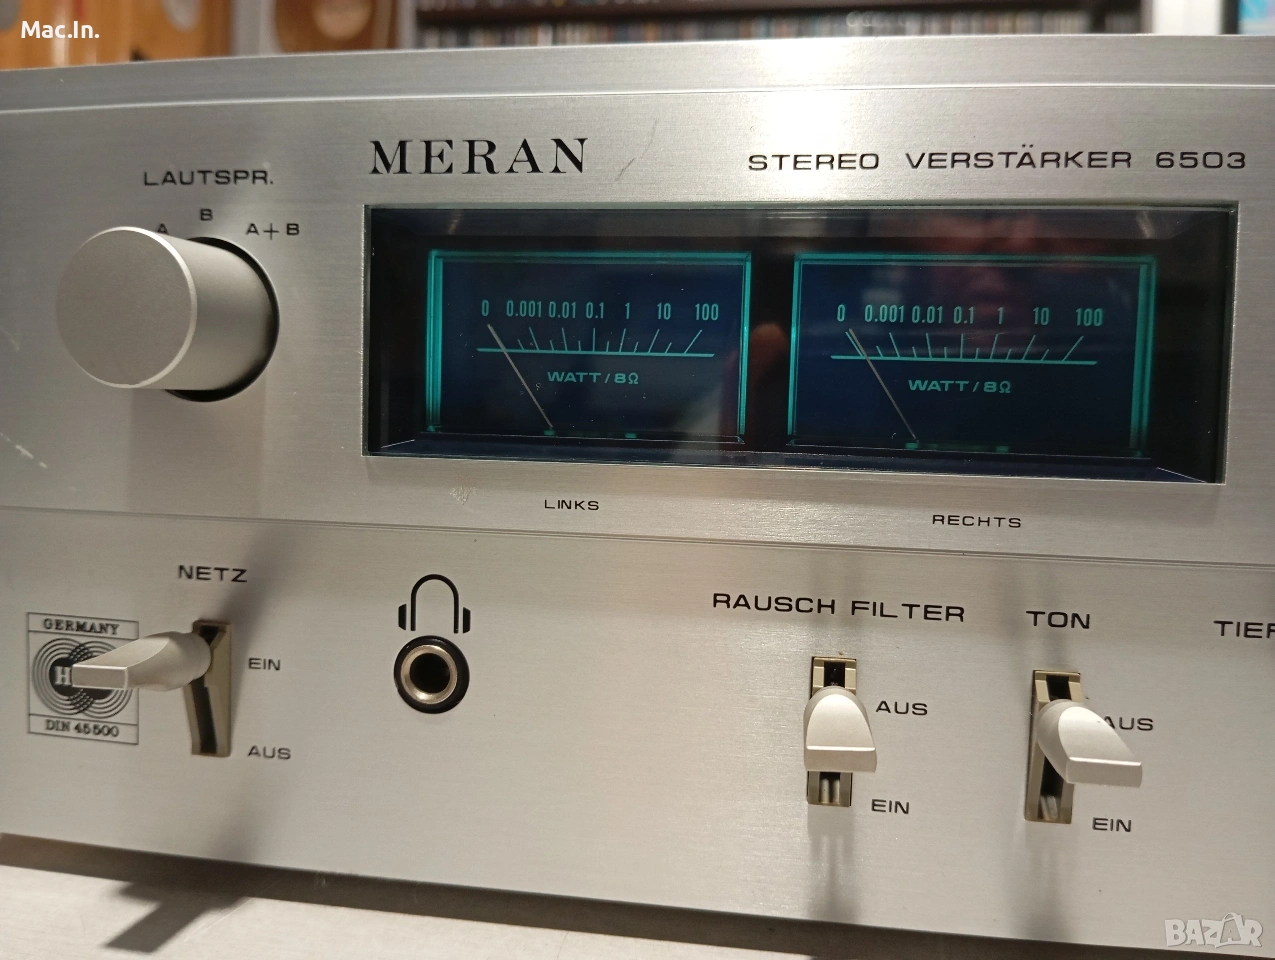 Mac.In.
MERAN
STEREO VERSTÄRKER 6503
LAUTSPR.
A B A+B
0 0.001 0.01 0.1 1 10 100
WATT/8Ω
0 0.001 0.01 0.1 1 10 100
WATT/8Ω
LINKS
RECHTS
NETZ
EIN
AUS
GERMANY
DIN 45500
RAUSCH FILTER
AUS
EIN
TON
AUS
EIN
TIEF
BAZAR